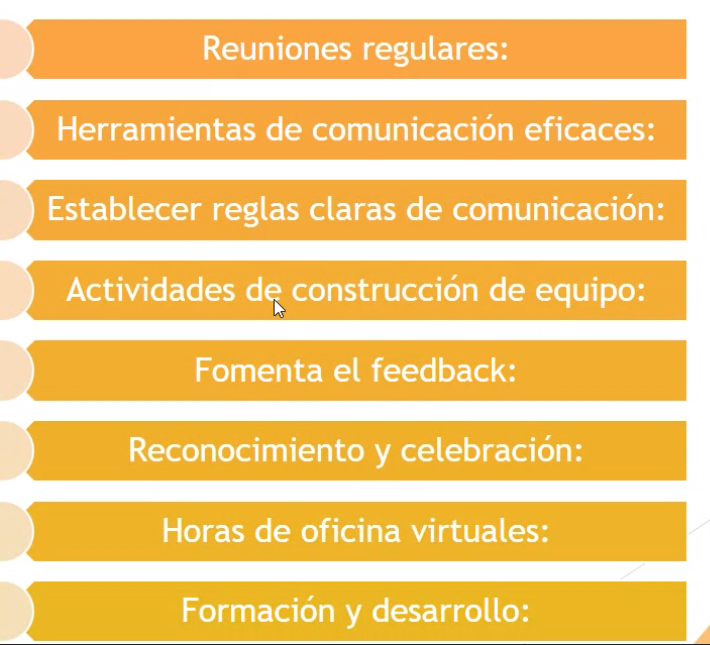 Reuniones regulares:
Herramientas de comunicación eficaces:
Establecer reglas claras de comunicación:
Actividades de construcción de equipo:
Fomenta el feedback:
Reconocimiento y celebración:
Horas de oficina virtuales:
Formación y desarrollo: